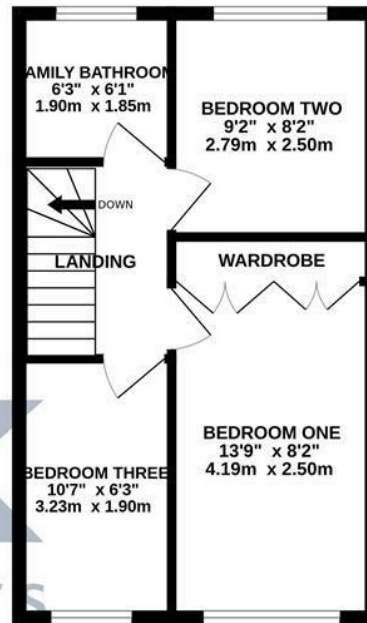 AMILY BATHROOM
6'3" x 6'1"
1.90m x 1.85m
BEDROOM TWO
9'2" x 8'2"
2.79m x 2.50m
DOWN
LANDING
WARDROBE
BEDROOM ONE
13'9" x 8'2"
4.19m x 2.50m
BEDROOM THREE
10'7" x 6'3"
3.23m x 1.90m